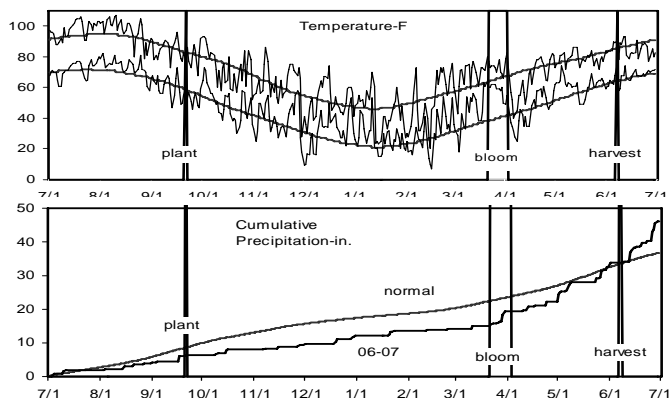 Temperature-F
100
80
60
40
20
0
plant
bloom
harvest
7/1 8/1 9/1 10/1 11/1 12/1 1/1 2/1 3/1 4/1 5/1 6/1 7/1
50
40
30
20
10
0
Cumulative
Precipitation-in.
normal
plant
06-07
bloom
harvest
7/1 8/1 9/1 10/1 11/1 12/1 1/1 2/1 3/1 4/1 5/1 6/1 7/1